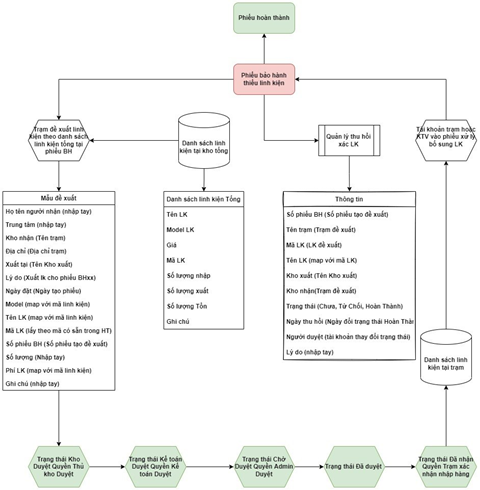 Phiếu hoàn thành
Phiếu bảo hành
thiếu linh kiện
Trạm đề xuất linh
kiện theo danh sách
linh kiện tổng tại
phiếu BH
Danh sách linh
kiện tại kho tổng
Quản lý thu hồi
xác LK
Tài khoản trạm hoặc
KTV vào phiếu xử lý
bổ sung LK
Mẫu đề xuất
Họ tên người nhận (nhập tay)
Trung tâm (nhập tay)
Kho nhận (Tên trạm)
Địa chỉ (Địa chỉ trạm)
Xuất tại (Tên Kho xuất)
Lý do (Xuất lk cho phiếu BHxx)
Ngày đặt (Ngày tạo phiếu)
Model (map với mã linh kiện)
Tên LK (map với mã linh kiện)
Mã LK (lấy theo mã có sẵn trong HT)
Số phiếu BH (Số phiếu tạo đề xuất)
Số lượng (Nhập tay)
Phí LK (map với mã linh kiện)
Ghi chú (nhập tay)
Danh sách linh kiện Tổng
Tên LK
Model LK
Giá
Mã LK
Số lượng nhập
Số lượng xuất
Số lượng Tồn
Ghi chú
Thông tin
Số phiếu BH (Số phiếu tạo đề xuất)
Tên trạm (Trạm đề xuất)
Mã LK (LK đề xuất)
Tên LK (map với mã LK)
Kho xuất (Tên Kho xuất)
Kho nhận(Trạm đề xuất)
Trạng thái (Chưa, Từ Chối, Hoàn Thành)
Ngày thu hồi (Ngày đổi trạng thái Hoàn Thàn
Người duyệt (tài khoản thay đổi trạng thái)
Lý do (nhập tay)
Danh sách linh
kiện tại trạm
Trạng thái Kho
Duyệt Quyền Thủ
kho Duyệt
Trạng thái Kế toán
Duyệt Quyền Kế
toán Duyệt
Trạng thái Chờ
Duyệt Quyền Admin
Duyệt
Trạng thái Đã duyệt
Trạng thái Đã nhận
Quyền Trạm xác
nhận nhập hàng